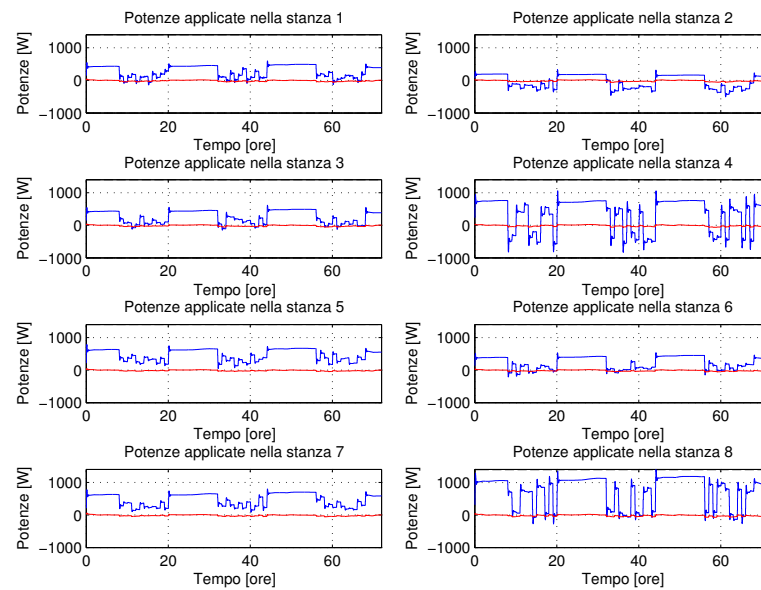 Potenze applicate nella stanza 1
Potenze [W]
1000
0
−1000
0
20
40
60
Tempo [ore]
Potenze applicate nella stanza 2
Potenze [W]
1000
0
−1000
0
20
40
60
Tempo [ore]
Potenze applicate nella stanza 3
Potenze [W]
1000
0
−1000
0
20
40
60
Tempo [ore]
Potenze applicate nella stanza 4
Potenze [W]
1000
0
−1000
0
20
40
60
Tempo [ore]
Potenze applicate nella stanza 5
Potenze [W]
1000
0
−1000
0
20
40
60
Tempo [ore]
Potenze applicate nella stanza 6
Potenze [W]
1000
0
−1000
0
20
40
60
Tempo [ore]
Potenze applicate nella stanza 7
Potenze [W]
1000
0
−1000
0
20
40
60
Tempo [ore]
Potenze applicate nella stanza 8
Potenze [W]
1000
0
−1000
0
20
40
60
Tempo [ore]